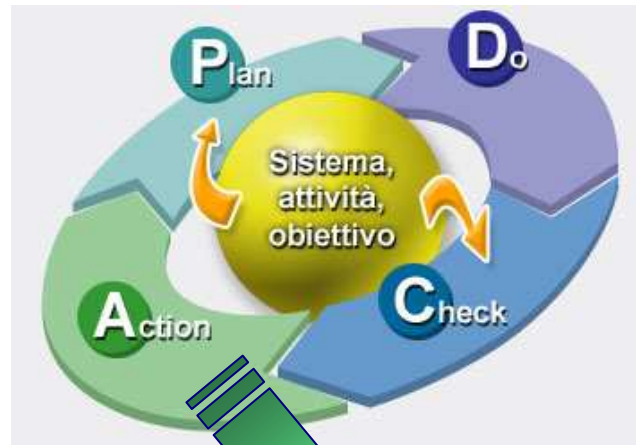 Plan
Do
Sistema,
attività,
obiettivo
Action
Check